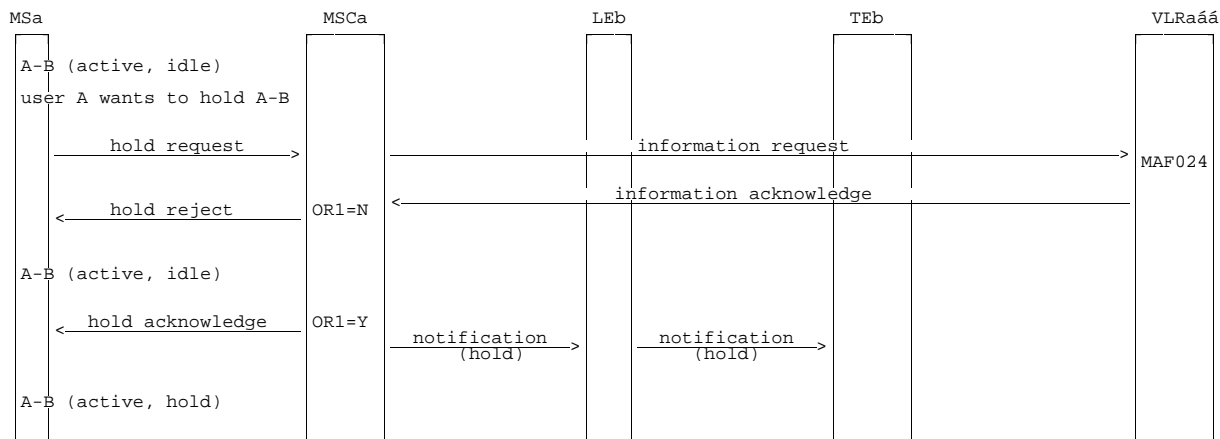 MSa MSCa LEb TEb VLRaáá
A-B (active, idle)
user A wants to hold A-B
hold request information request
MAF024
information acknowledge
hold reject OR1=N
A-B (active, idle)
hold acknowledge OR1=Y
notification notification
(hold) (hold)
A-B (active, hold)